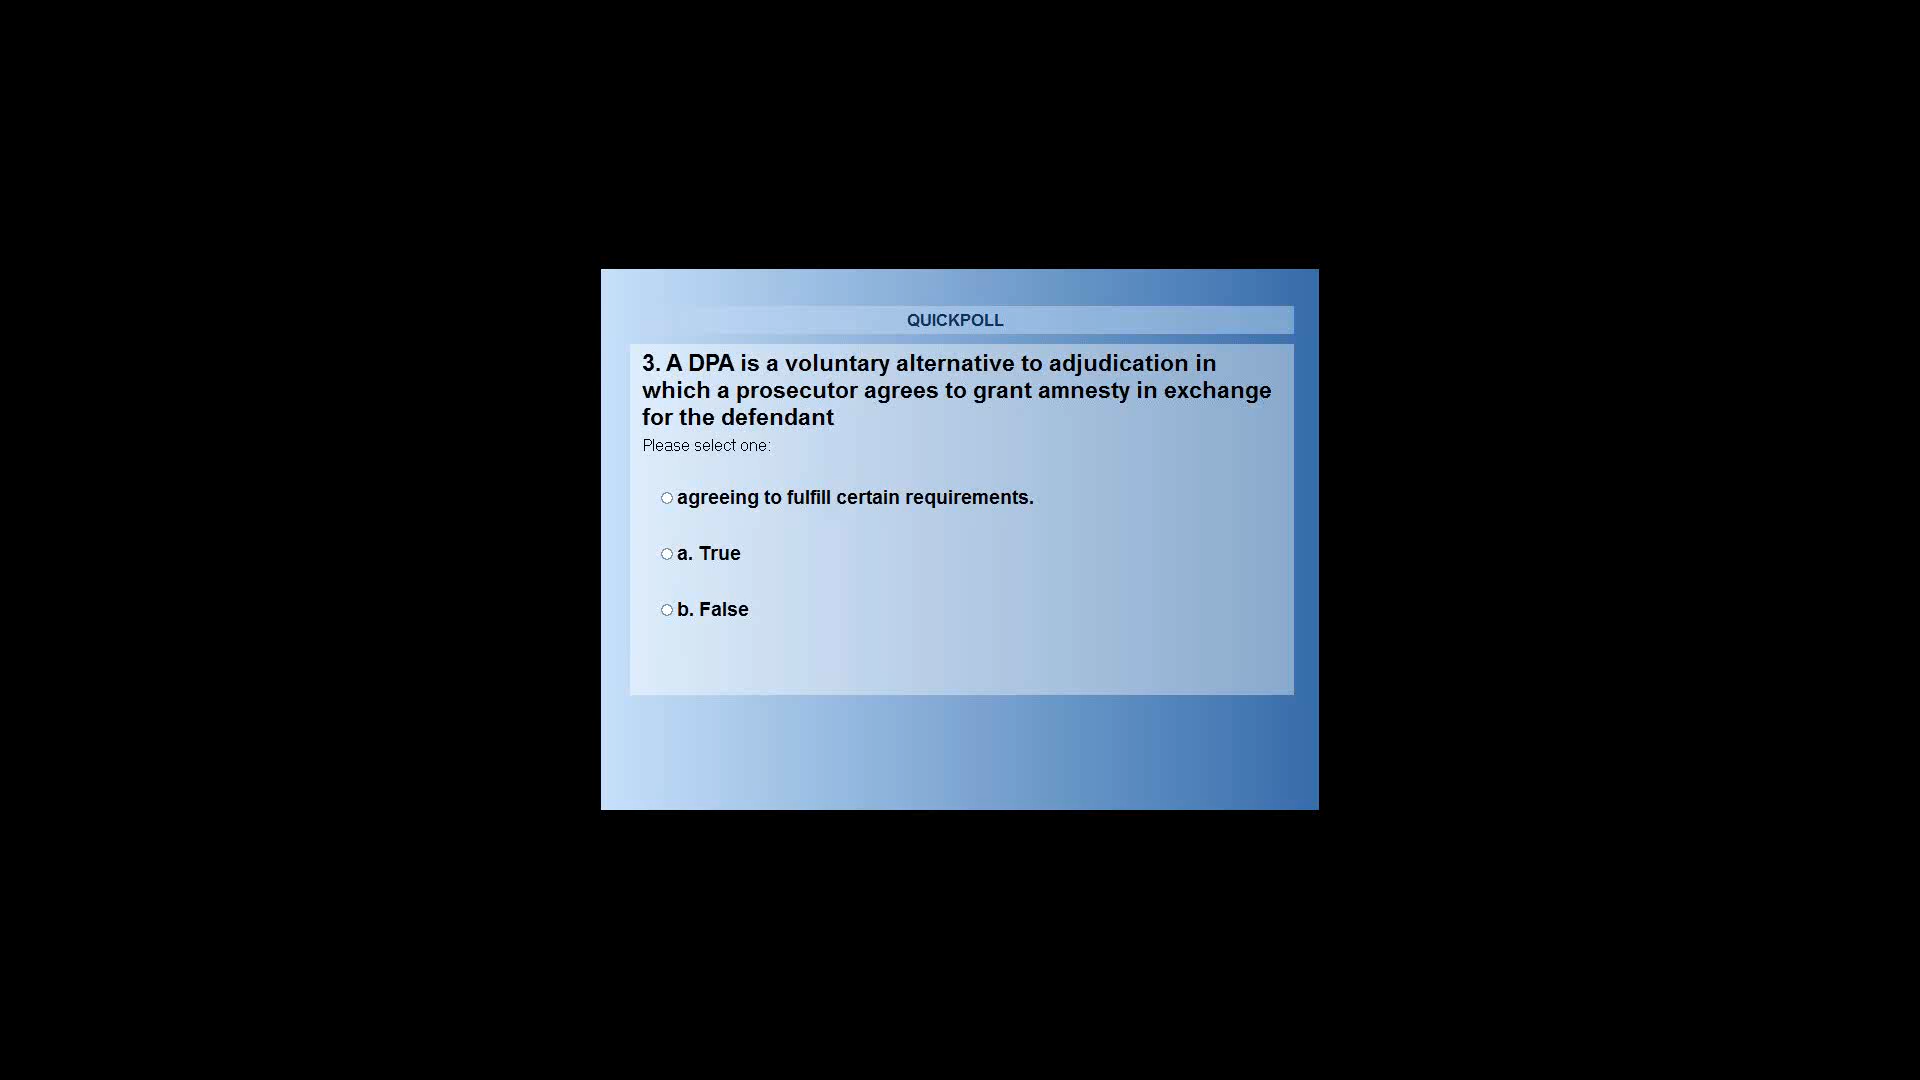 QUICKPOLL
3. A DPA is a voluntary alternative to adjudication in
which a prosecutor agrees to grant amnesty in exchange
for the defendant
Please select one:
agreeing to fulfill certain requirements.
a. True
b. False